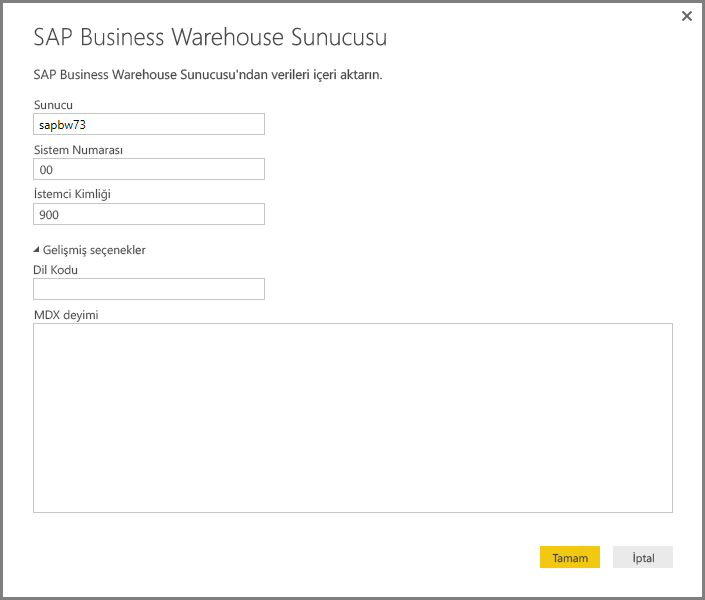 SAP Business Warehouse Sunucusu
SAP Business Warehouse Sunucusu'ndan verileri içeri aktarın.
Sunucu
sapbw73
Sistem Numarası
00
İstemci Kimliği
900
Gelişmiş seçenekler
Dil Kodu
MDX deyimi
Tamam
İptal